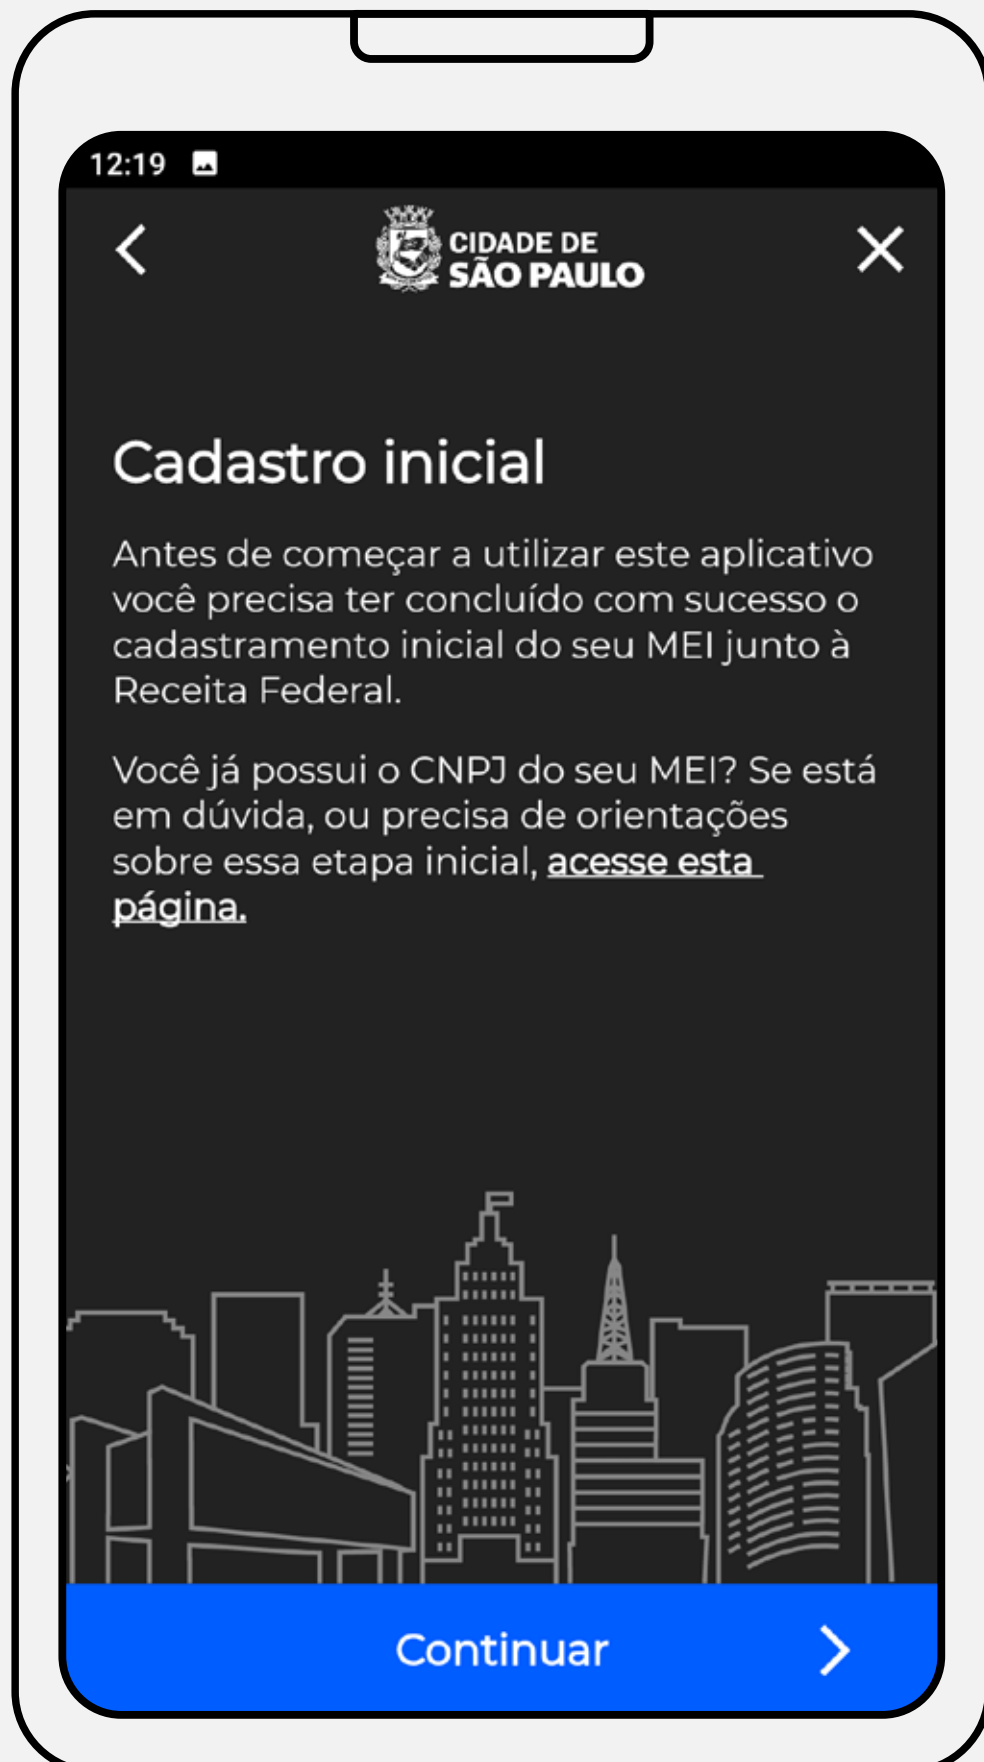 12:19
CIDADE DE
SÃO PAULO
Cadastro inicial
Antes de começar a utilizar este aplicativo
você precisa ter concluído com sucesso o
cadastramento inicial do seu MEI junto à
Receita Federal.
Você já possui o CNPJ do seu MEI? Se está
em dúvida, ou precisa de orientações
sobre essa etapa inicial, acesse esta
página.
Continuar